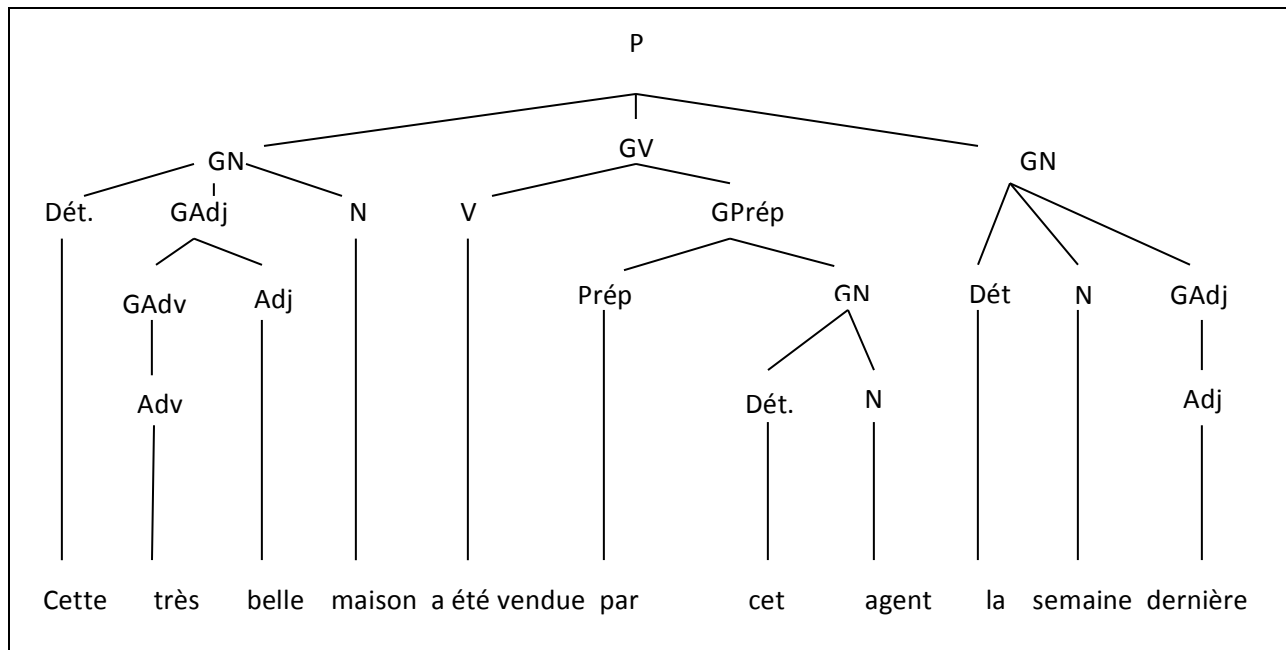 P
GN GV GN
Dét. GAdj N V GPrép
GAdv Adj Prép GN Dét N GAdj
Adv Dét. N Adj
Cette très belle maison a été vendue par cet agent la semaine dernière